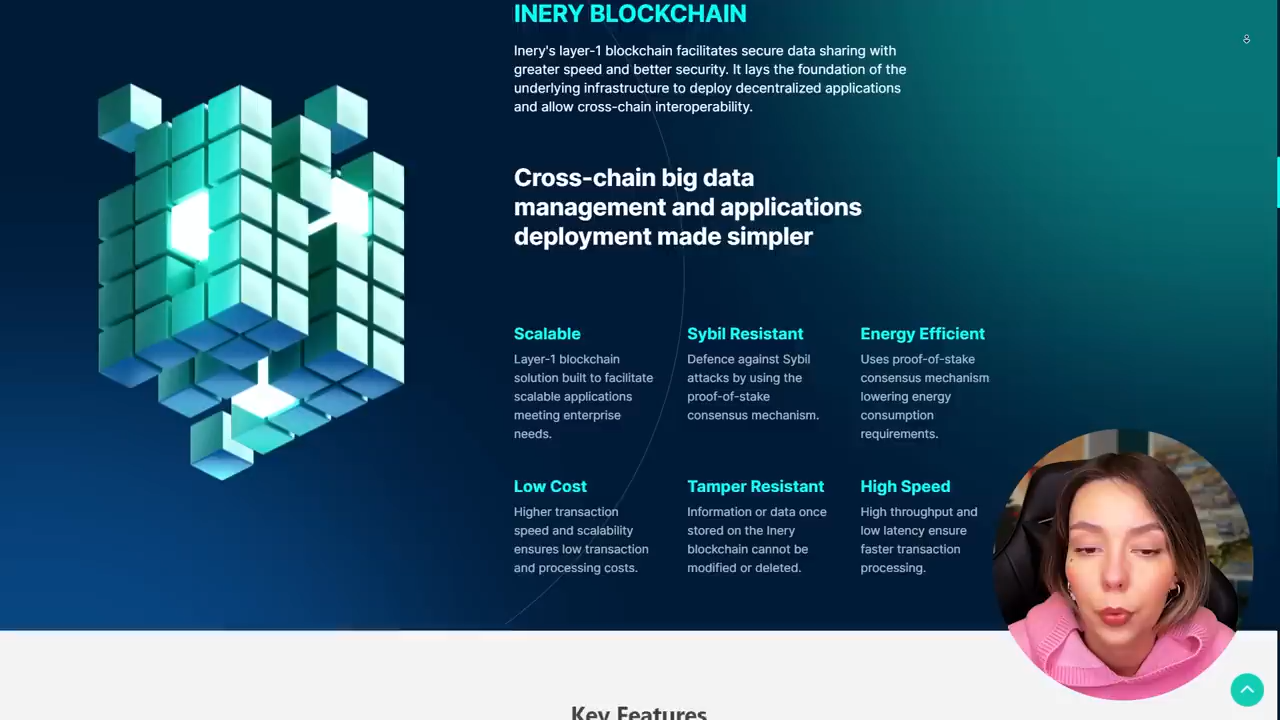 INERY BLOCKCHAIN
Inery's layer-1 blockchain facilitates secure data sharing with
greater speed and better security. It lays the foundation of the
underlying infrastructure to deploy decentralized applications
and allow cross-chain interoperability.
Cross-chain big data
management and applications
deployment made simpler
Scalable
Layer-1 blockchain
solution built to facilitate
scalable applications
meeting enterprise
needs.
Sybil Resistant
Defence against Sybil
attacks by using the
proof-of-stake
consensus mechanism.
Energy Efficient
Uses proof-of-stake
consensus mechanism
lowering energy
consumption
requirements.
Low Cost
Higher transaction
speed and scalability
ensures low transaction
and processing costs.
Tamper Resistant
Information or data once
stored on the Inery
blockchain cannot be
modified or deleted.
High Speed
High throughput and
low latency ensure
faster transaction
processing.
Key Features